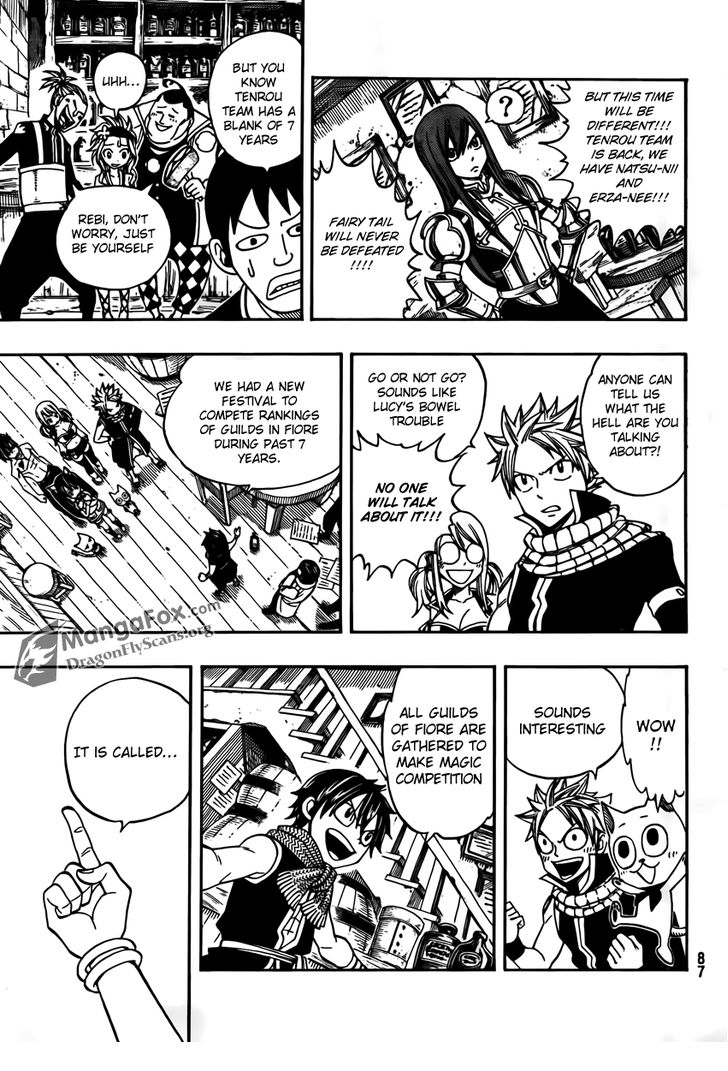 BUT THIS TIME
WILL BE
DIFFERENT!!!
TENROU TEAM
IS BACK, WE
HAVE NATSU-NII
AND
ERZA-NEE!!!
?
FAIRY TAIL
WILL NEVER
BE DEFEATED
!!!!
BUT YOU
KNOW
TENROU
TEAM HAS A
BLANK OF 7
YEARS
UHH...
REBI, DON'T
WORRY, JUST
BE YOURSELF
ANYONE CAN
TELL US
WHAT THE
HELL ARE YOU
TALKING
ABOUT?!
GO OR NOT GO?
SOUNDS LIKE
LUCY'S BOWEL
TROUBLE
NO ONE
WILL TALK
ABOUT IT!!!
WE HAD A NEW
FESTIVAL TO
COMPETE RANKINGS
OF GUILDS IN FIORE
DURING PAST 7
YEARS.
MangaFox.com
DragonFlyScans.org
WOW
!!
SOUNDS
INTERESTING
ALL GUILDS
OF FIORE ARE
GATHERED TO
MAKE MAGIC
COMPETITION
IT IS CALLED...
87